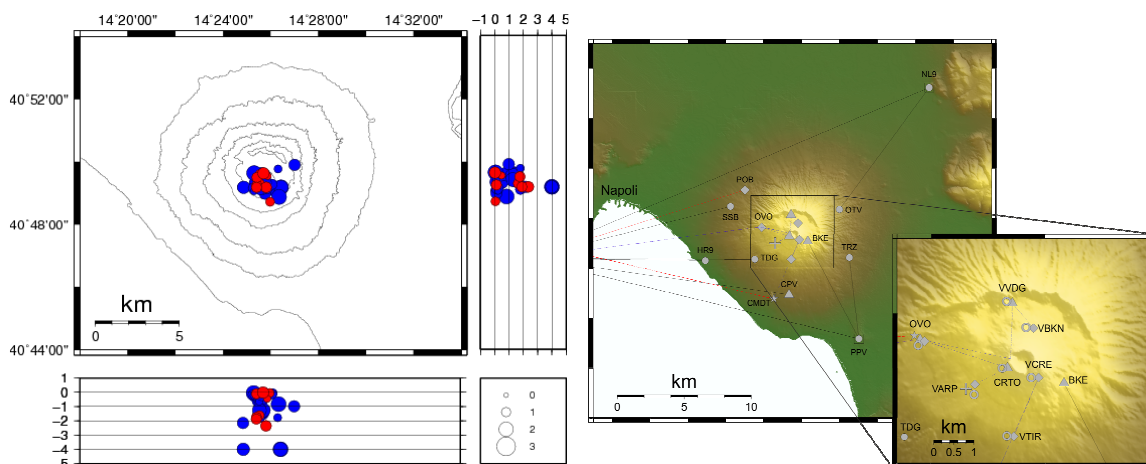 14°20'00" 14°24'00" 14°28'00" 14°32'00"
-1 0 1 2 3 4 5
40°52'00"
40°48'00"
40°44'00"
km
0 5
1
0
-1
-2
-3
-4
5
0
1
2
3
NL9
POB
Napoli
SSB
OVO
OTV
BKE
HR9
TDG
TRZ
CPV
CMDT
PPV
km
0 5 10
VVDG
OVO
VBKN
VCRE
BKE
CRTO
VARP
TDG
VTIR
km
0 0.5 1